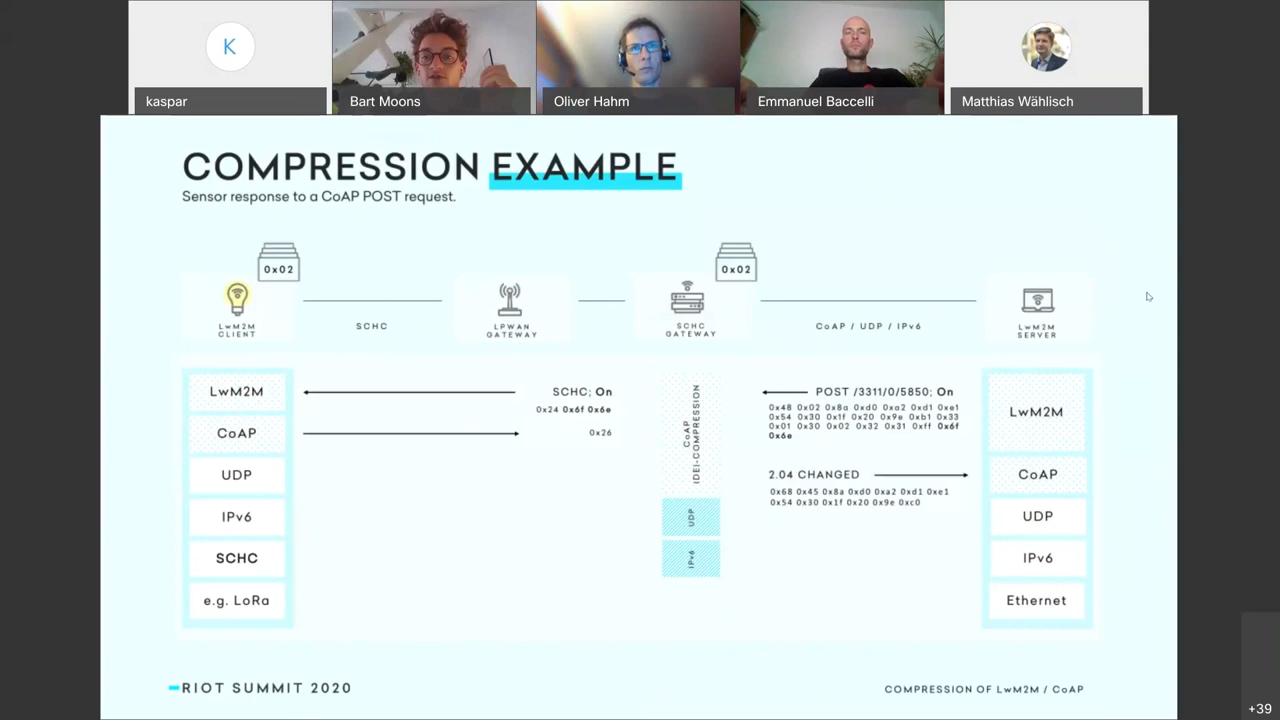 K
kaspar
Bart Moons
Oliver Hahm
Emmanuel Baccelli
Matthias Wählisch
COMPRESSION EXAMPLE
Sensor response to a CoAP POST request.
0x02
0x02
LwM2M
CLIENT
SCHC
LPWAN
GATEWAY
SCHC
GATEWAY
CoAP / UDP / IPv6
LwM2M
SERVER
LwM2M
CoAP
UDP
IPv6
SCHC
e.g. LoRa
SCHC; On
0x24 0x6f 0x6e
0x26
CoAP
(DE)-COMPRESSION
UDP
IPv6
POST /3311/0/5850; On
0x48 0x02 0x8a 0xd0 0xa2 0xd1 0xe1
0x54 0x30 0x1f 0x20 0x9e 0xb1 0x33
0x01 0x30 0x02 0x32 0x31 0xff 0x6f
0x6e
2.04 CHANGED
0x68 0x45 0x8a 0xd0 0xa2 0xd1 0xe1
0x54 0x30 0x1f 0x20 0x9e 0xc0
LwM2M
CoAP
UDP
IPv6
Ethernet
RIOT SUMMIT 2020
COMPRESSION OF LwM2M / CoAP
+39